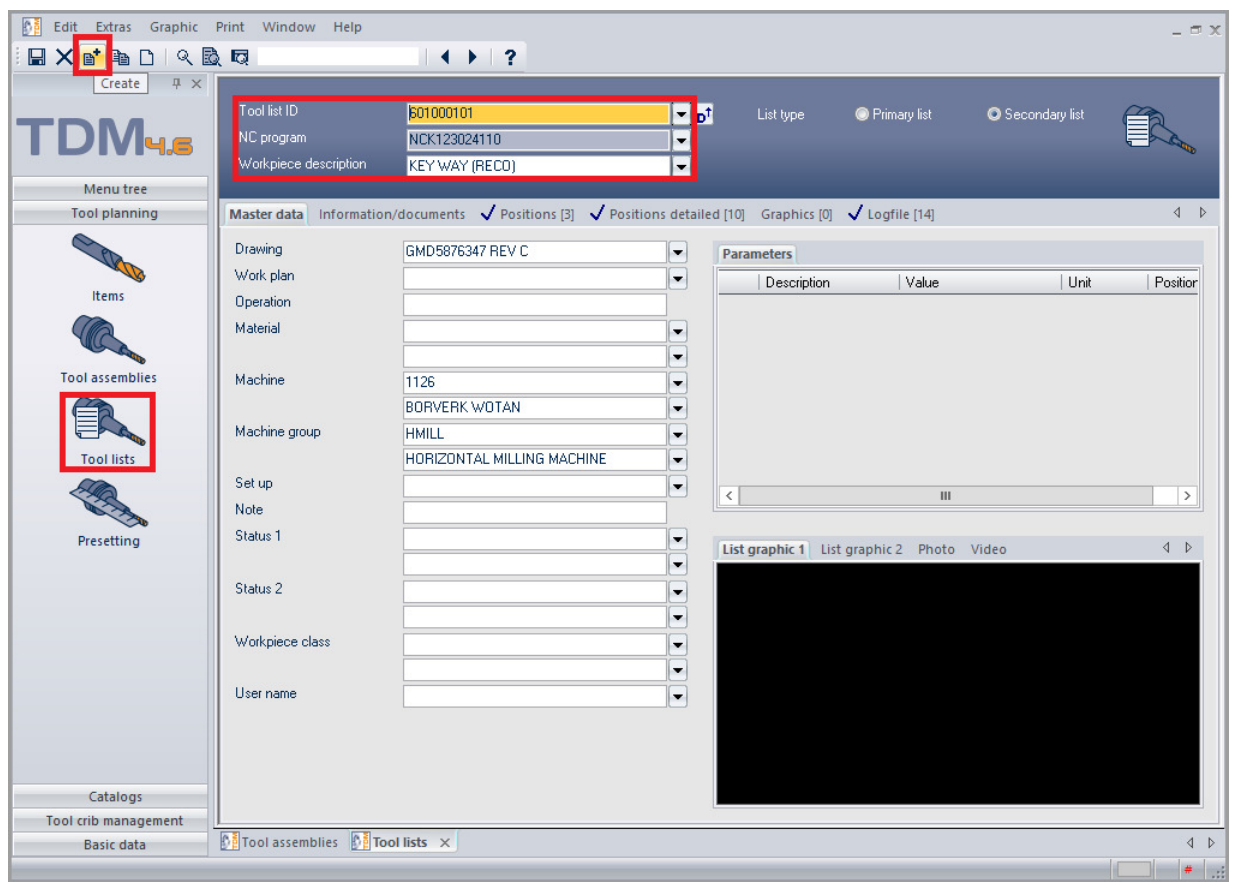 Edit Extras Graphic Print Window Help
?
Create
TDM4.6
Menu tree
Tool planning
Items
Tool assemblies
Tool lists
Presetting
Catalogs
Tool crib management
Basic data
Tool list ID 601000101
List type Primary list Secondary list
NC program NCK123024110
Workpiece description KEY WAY (RECO)
Master data Information/documents Positions [3] Positions detailed [10] Graphics [0] Logfile [14]
Drawing GMD5876347 REV C
Work plan
Operation
Material
Machine 1126
BORVERK WOTAN
Machine group HMILL
HORIZONTAL MILLING MACHINE
Set up
Note
Status 1
Status 2
Workpiece class
User name
Parameters
Description Value Unit Position
List graphic 1 List graphic 2 Photo Video
Tool assemblies Tool lists
#